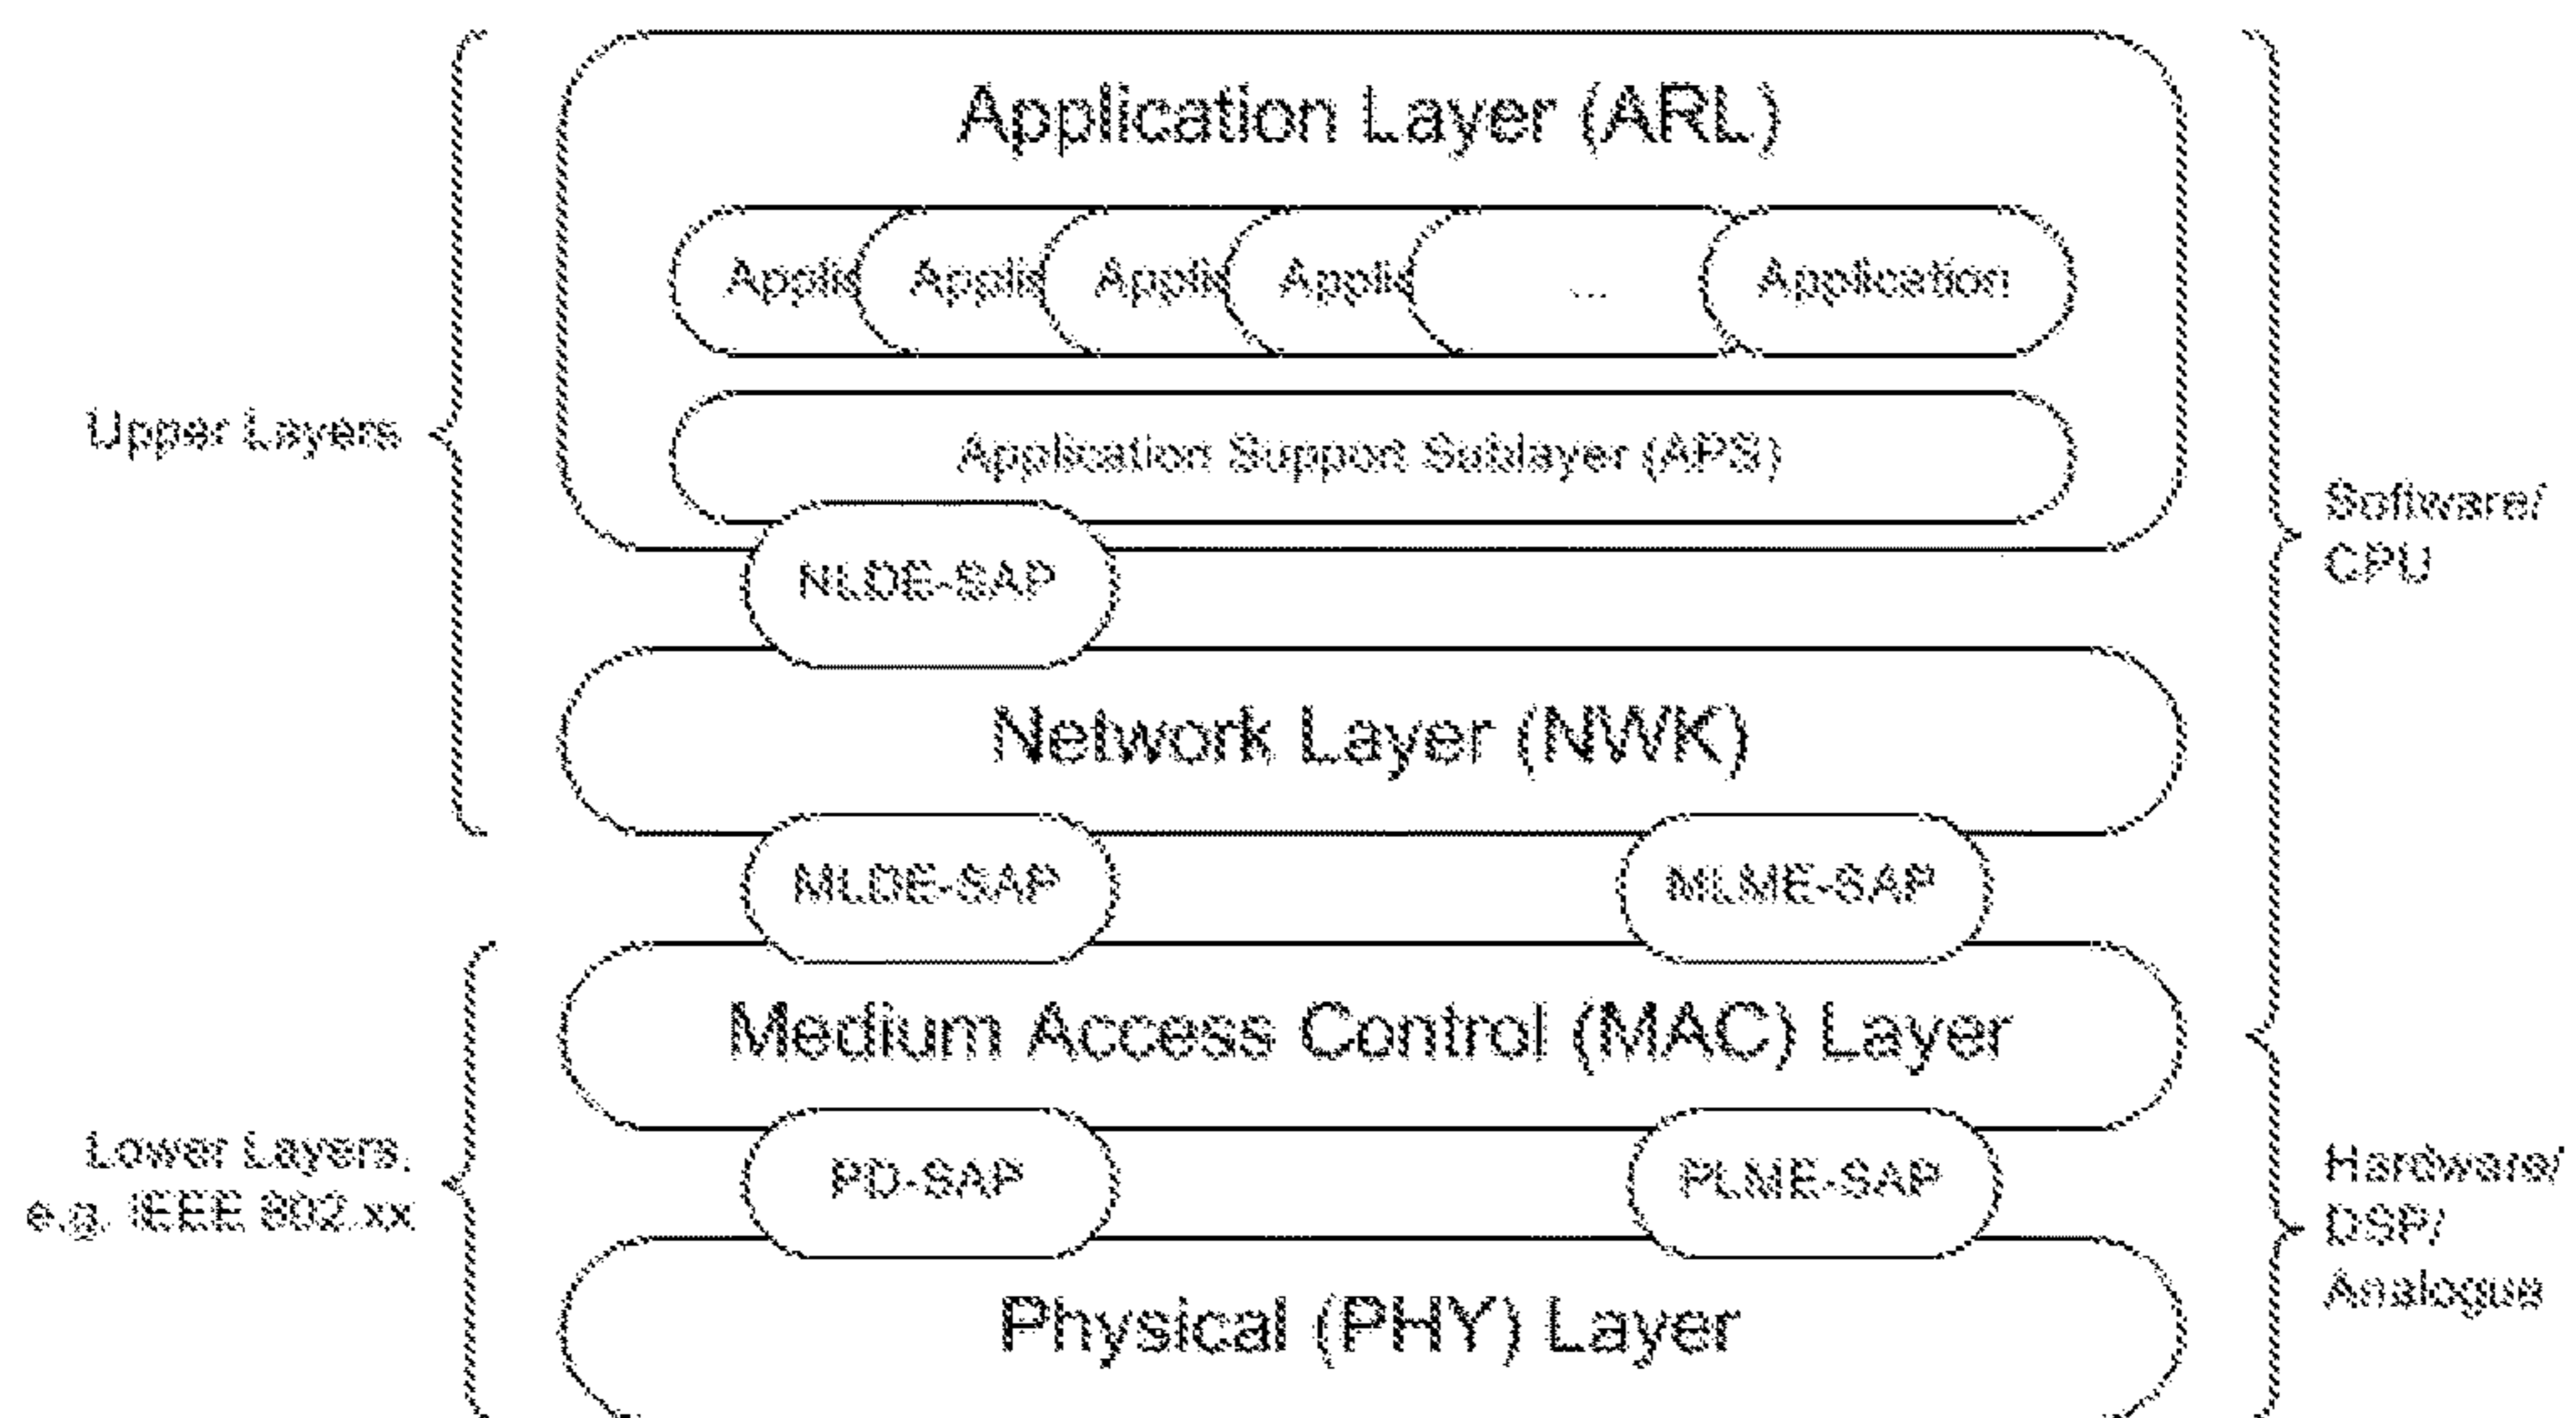 Application Layer (ARL)
Applic Applic Applic Applic ... Application
Upper Layers
Application Support Sublayer (APS)
Software/
CPU
NLDE-SAP
Network Layer (NWK)
MLDE-SAP MLME-SAP
Medium Access Control (MAC) Layer
Lower Layers,
e.g. IEEE 802.xx
PD-SAP PLME-SAP
Hardware/
DSP/
Analogue
Physical (PHY) Layer